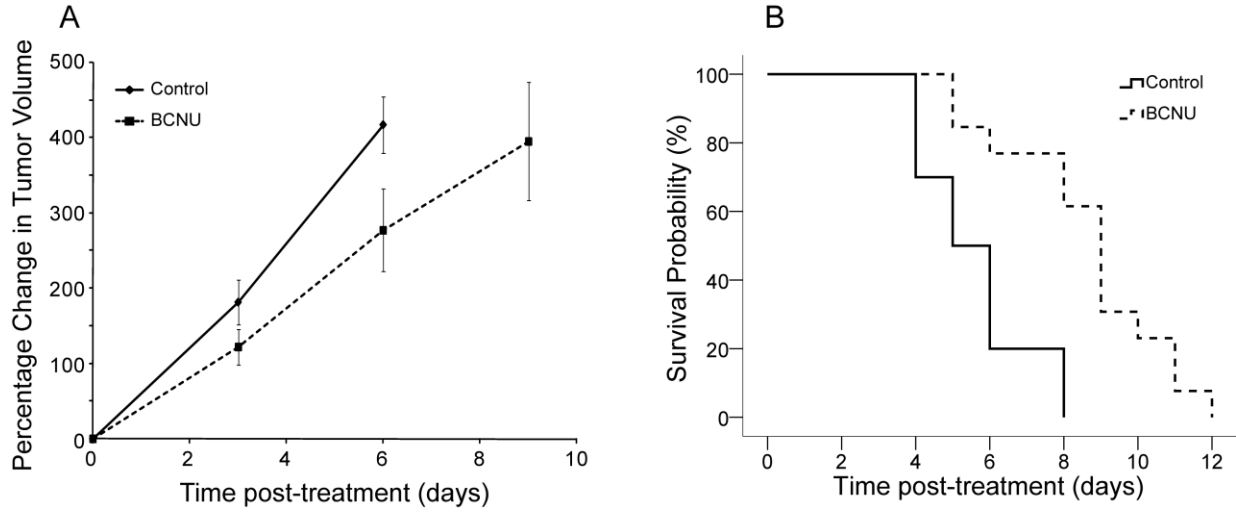 A
Percentage Change in Tumor Volume
500
400
300
200
100
0
Control
BCNU
0 2 4 6 8 10
Time post-treatment (days)
B
Survival Probability (%)
100
80
60
40
20
0
Control
BCNU
0 2 4 6 8 10 12
Time post-treatment (days)